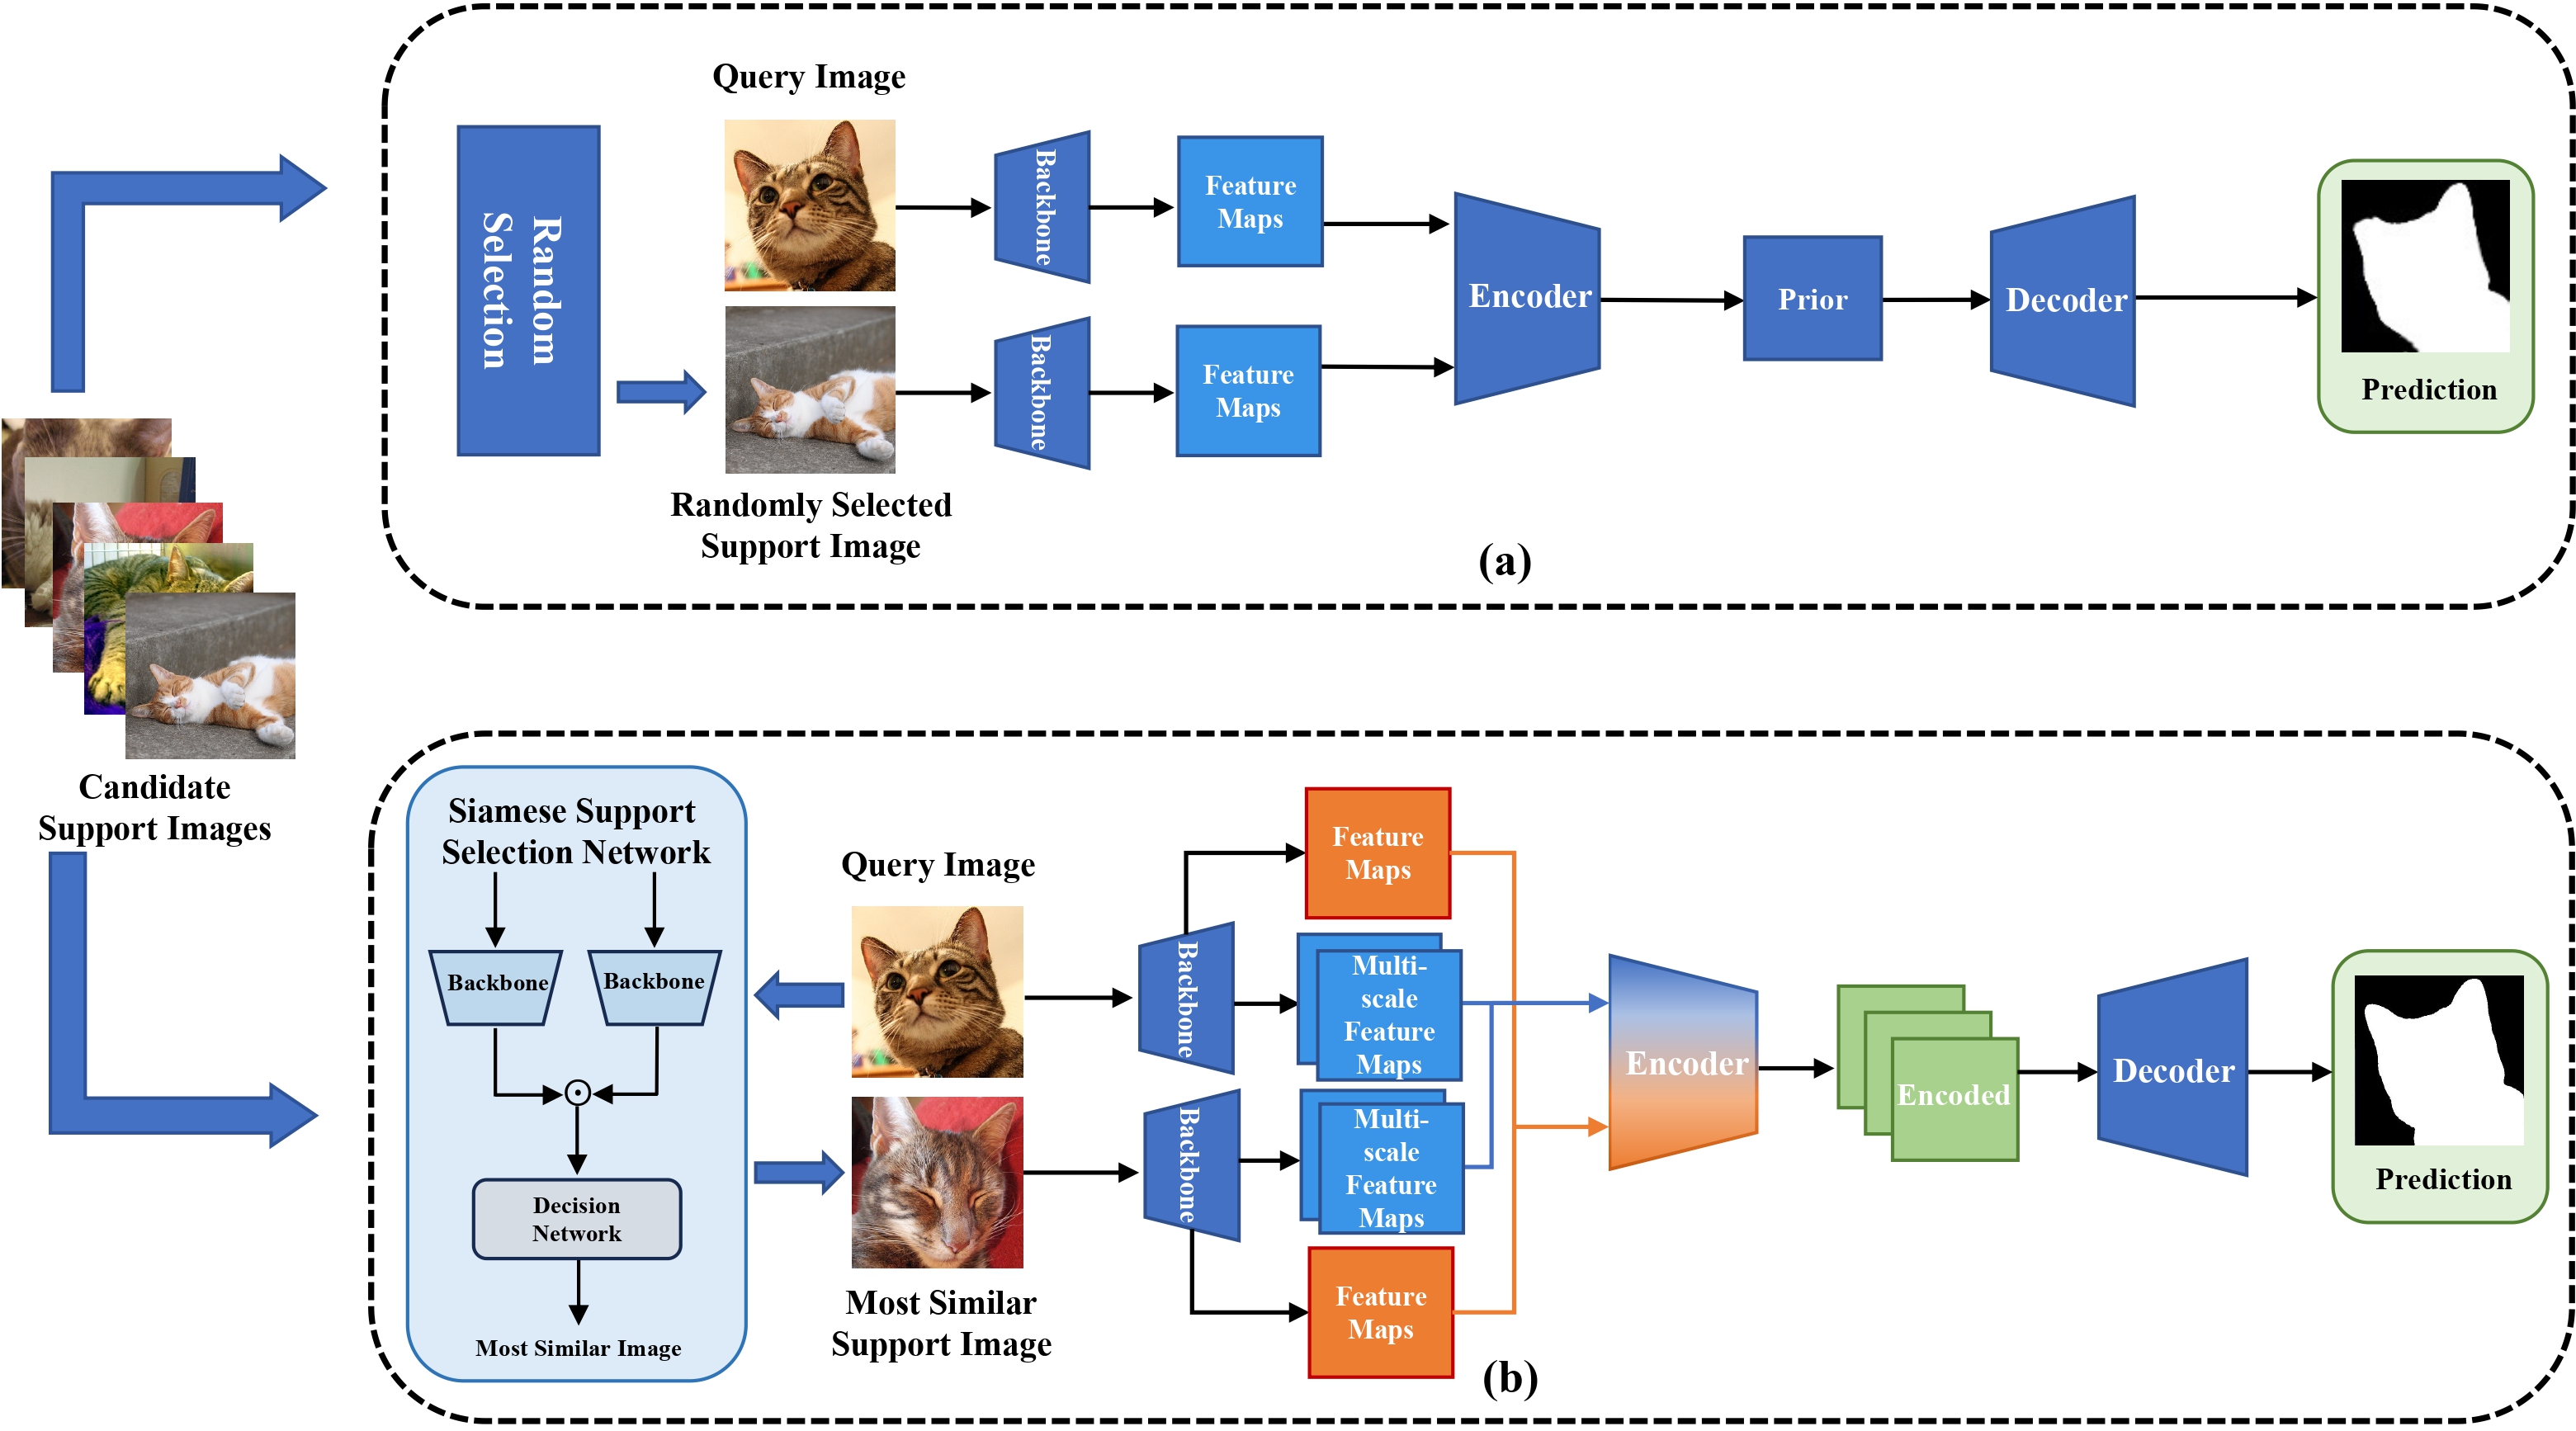 Query Image
Random
Selection
Backbone
Feature
Maps
Backbone
Feature
Maps
Encoder
Prior
Decoder
Prediction
Randomly Selected
Support Image
(a)
Candidate
Support Images
Siamese Support
Selection Network
Backbone
Backbone
Decision
Network
Most Similar Image
Query Image
Most Similar
Support Image
Backbone
Backbone
Feature
Maps
Multi-
scale
Feature
Maps
Multi-
scale
Feature
Maps
Feature
Maps
Encoder
Encoded
Decoder
Prediction
(b)